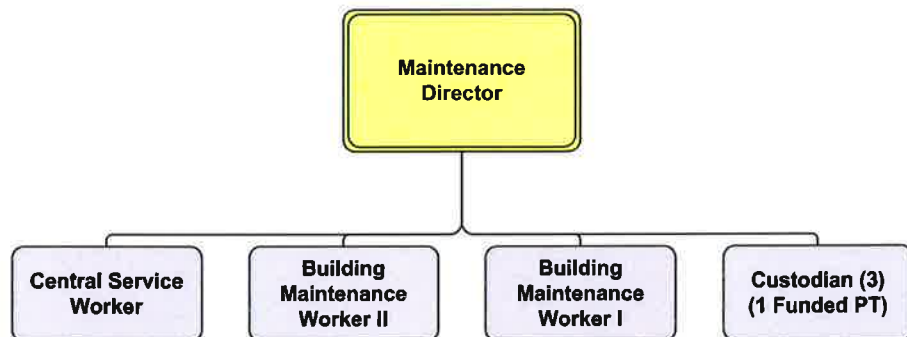 Maintenance
Director
Central Service
Worker
Building
Maintenance
Worker II
Building
Maintenance
Worker I
Custodian (3)
(1 Funded PT)